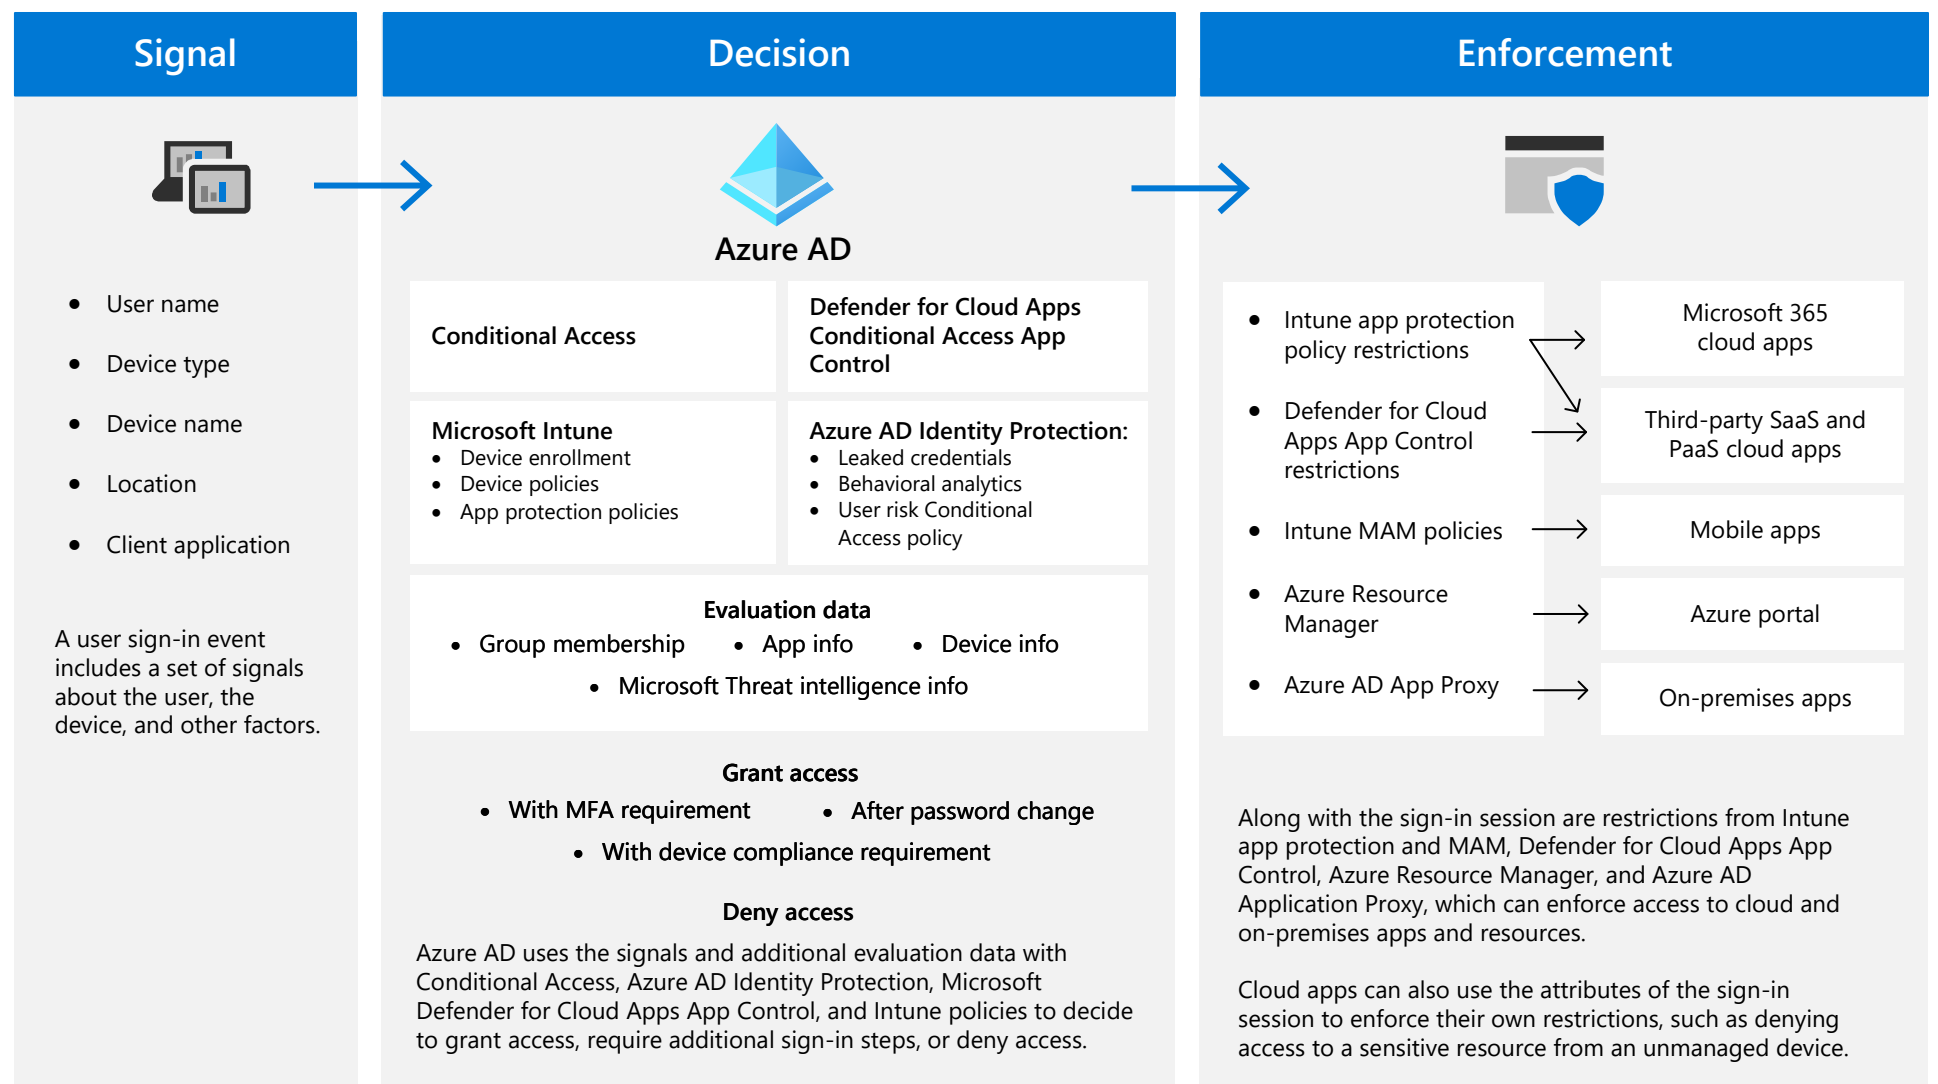 Signal
User name
Device type
Device name
Location
Client application
A user sign-in event
includes a set of signals
about the user, the
device, and other factors.
Decision
Azure AD
Conditional Access
Defender for Cloud Apps
Conditional Access App
Control
Microsoft Intune
Device enrollment
Device policies
App protection policies
Azure AD Identity Protection:
Leaked credentials
Behavioral analytics
User risk Conditional
Access policy
Evaluation data
Group membership
App info
Device info
Microsoft Threat intelligence info
Grant access
With MFA requirement
After password change
With device compliance requirement
Deny access
Azure AD uses the signals and additional evaluation data with
Conditional Access, Azure AD Identity Protection, Microsoft
Defender for Cloud Apps App Control, and Intune policies to decide
to grant access, require additional sign-in steps, or deny access.
Enforcement
Intune app protection
policy restrictions
Defender for Cloud
Apps App Control
restrictions
Intune MAM policies
Azure Resource
Manager
Azure AD App Proxy
Microsoft 365
cloud apps
Third-party SaaS and
PaaS cloud apps
Mobile apps
Azure portal
On-premises apps
Along with the sign-in session are restrictions from Intune
app protection and MAM, Defender for Cloud Apps App
Control, Azure Resource Manager, and Azure AD
Application Proxy, which can enforce access to cloud and
on-premises apps and resources.
Cloud apps can also use the attributes of the sign-in
session to enforce their own restrictions, such as denying
access to a sensitive resource from an unmanaged device.